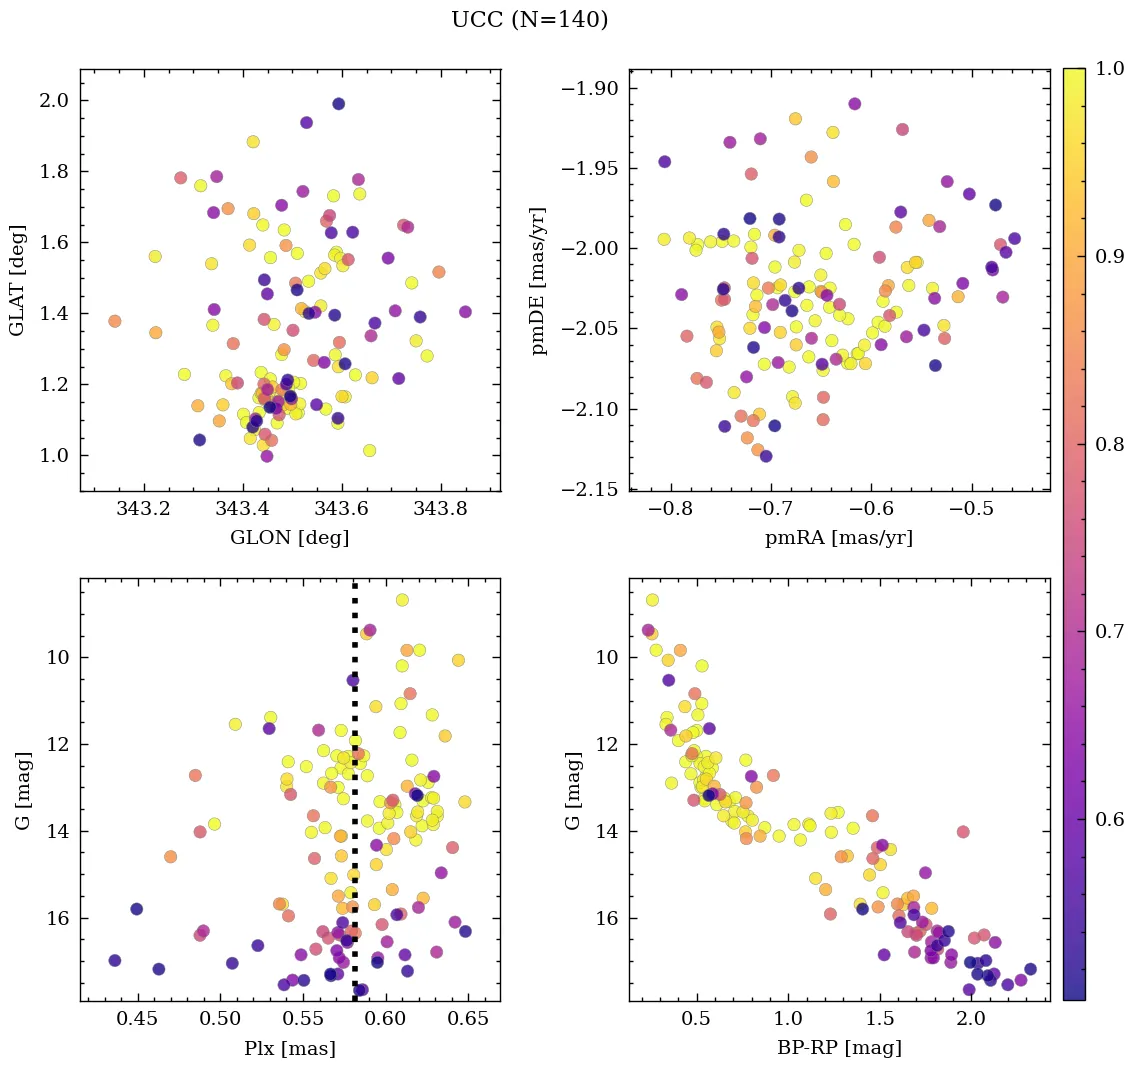 UCC (N=140)
2.0
1.8
1.6
1.4
1.2
1.0
GLAT [deg]
343.2 343.4 343.6 343.8
GLON [deg]
−1.90
−1.95
−2.00
−2.05
−2.10
−2.15
pmDE [mas/yr]
−0.8 −0.7 −0.6 −0.5
pmRA [mas/yr]
1.0
0.9
0.8
0.7
0.6
10
12
14
16
G [mag]
0.45 0.50 0.55 0.60 0.65
Plx [mas]
10
12
14
16
G [mag]
0.5 1.0 1.5 2.0
BP-RP [mag]